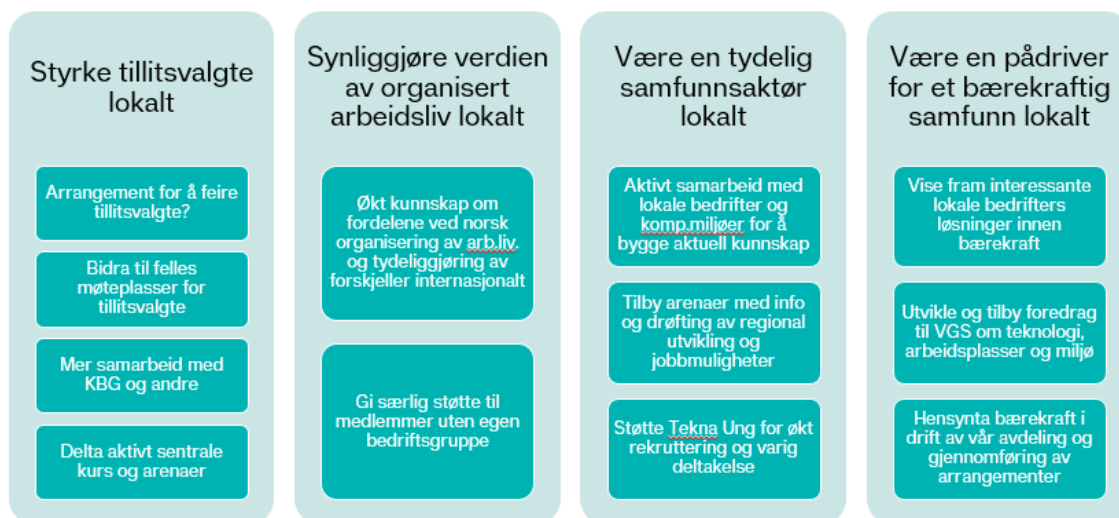 Styrke tillitsvalgte
lokalt
Arrangement for å feire
tillitsvalgte?
Bidra til felles
møteplasser for
tillitsvalgte
Mer samarbeid med
KBG og andre
Delta aktivt sentrale
kurs og arenaer
Synliggjøre verdien
av organisert
arbeidsliv lokalt
Økt kunnskap om
fordelene ved norsk
organisering av arb.liv.
og tydeliggjøring av
forskjeller internasjonalt
Gi særlig støtte til
medlemmer uten egen
bedriftsgruppe
Være en tydelig
samfunnsaktør
lokalt
Aktivt samarbeid med
lokale bedrifter og
komp.miljøer for å
bygge aktuell kunnskap
Tilby arenaer med info
og drøfting av regional
utvikling og
jobbmuligheter
Støtte Tekna Ung for økt
rekruttering og varig
deltakelse
Være en pådriver
for et bærekraftig
samfunn lokalt
Vise fram interessante
lokale bedrifters
løsninger innen
bærekraft
Utvikle og tilby foredrag
til VGS om teknologi,
arbeidsplasser og miljø
Hensynta bærekraft i
drift av vår avdeling og
gjennomføring av
arrangementer